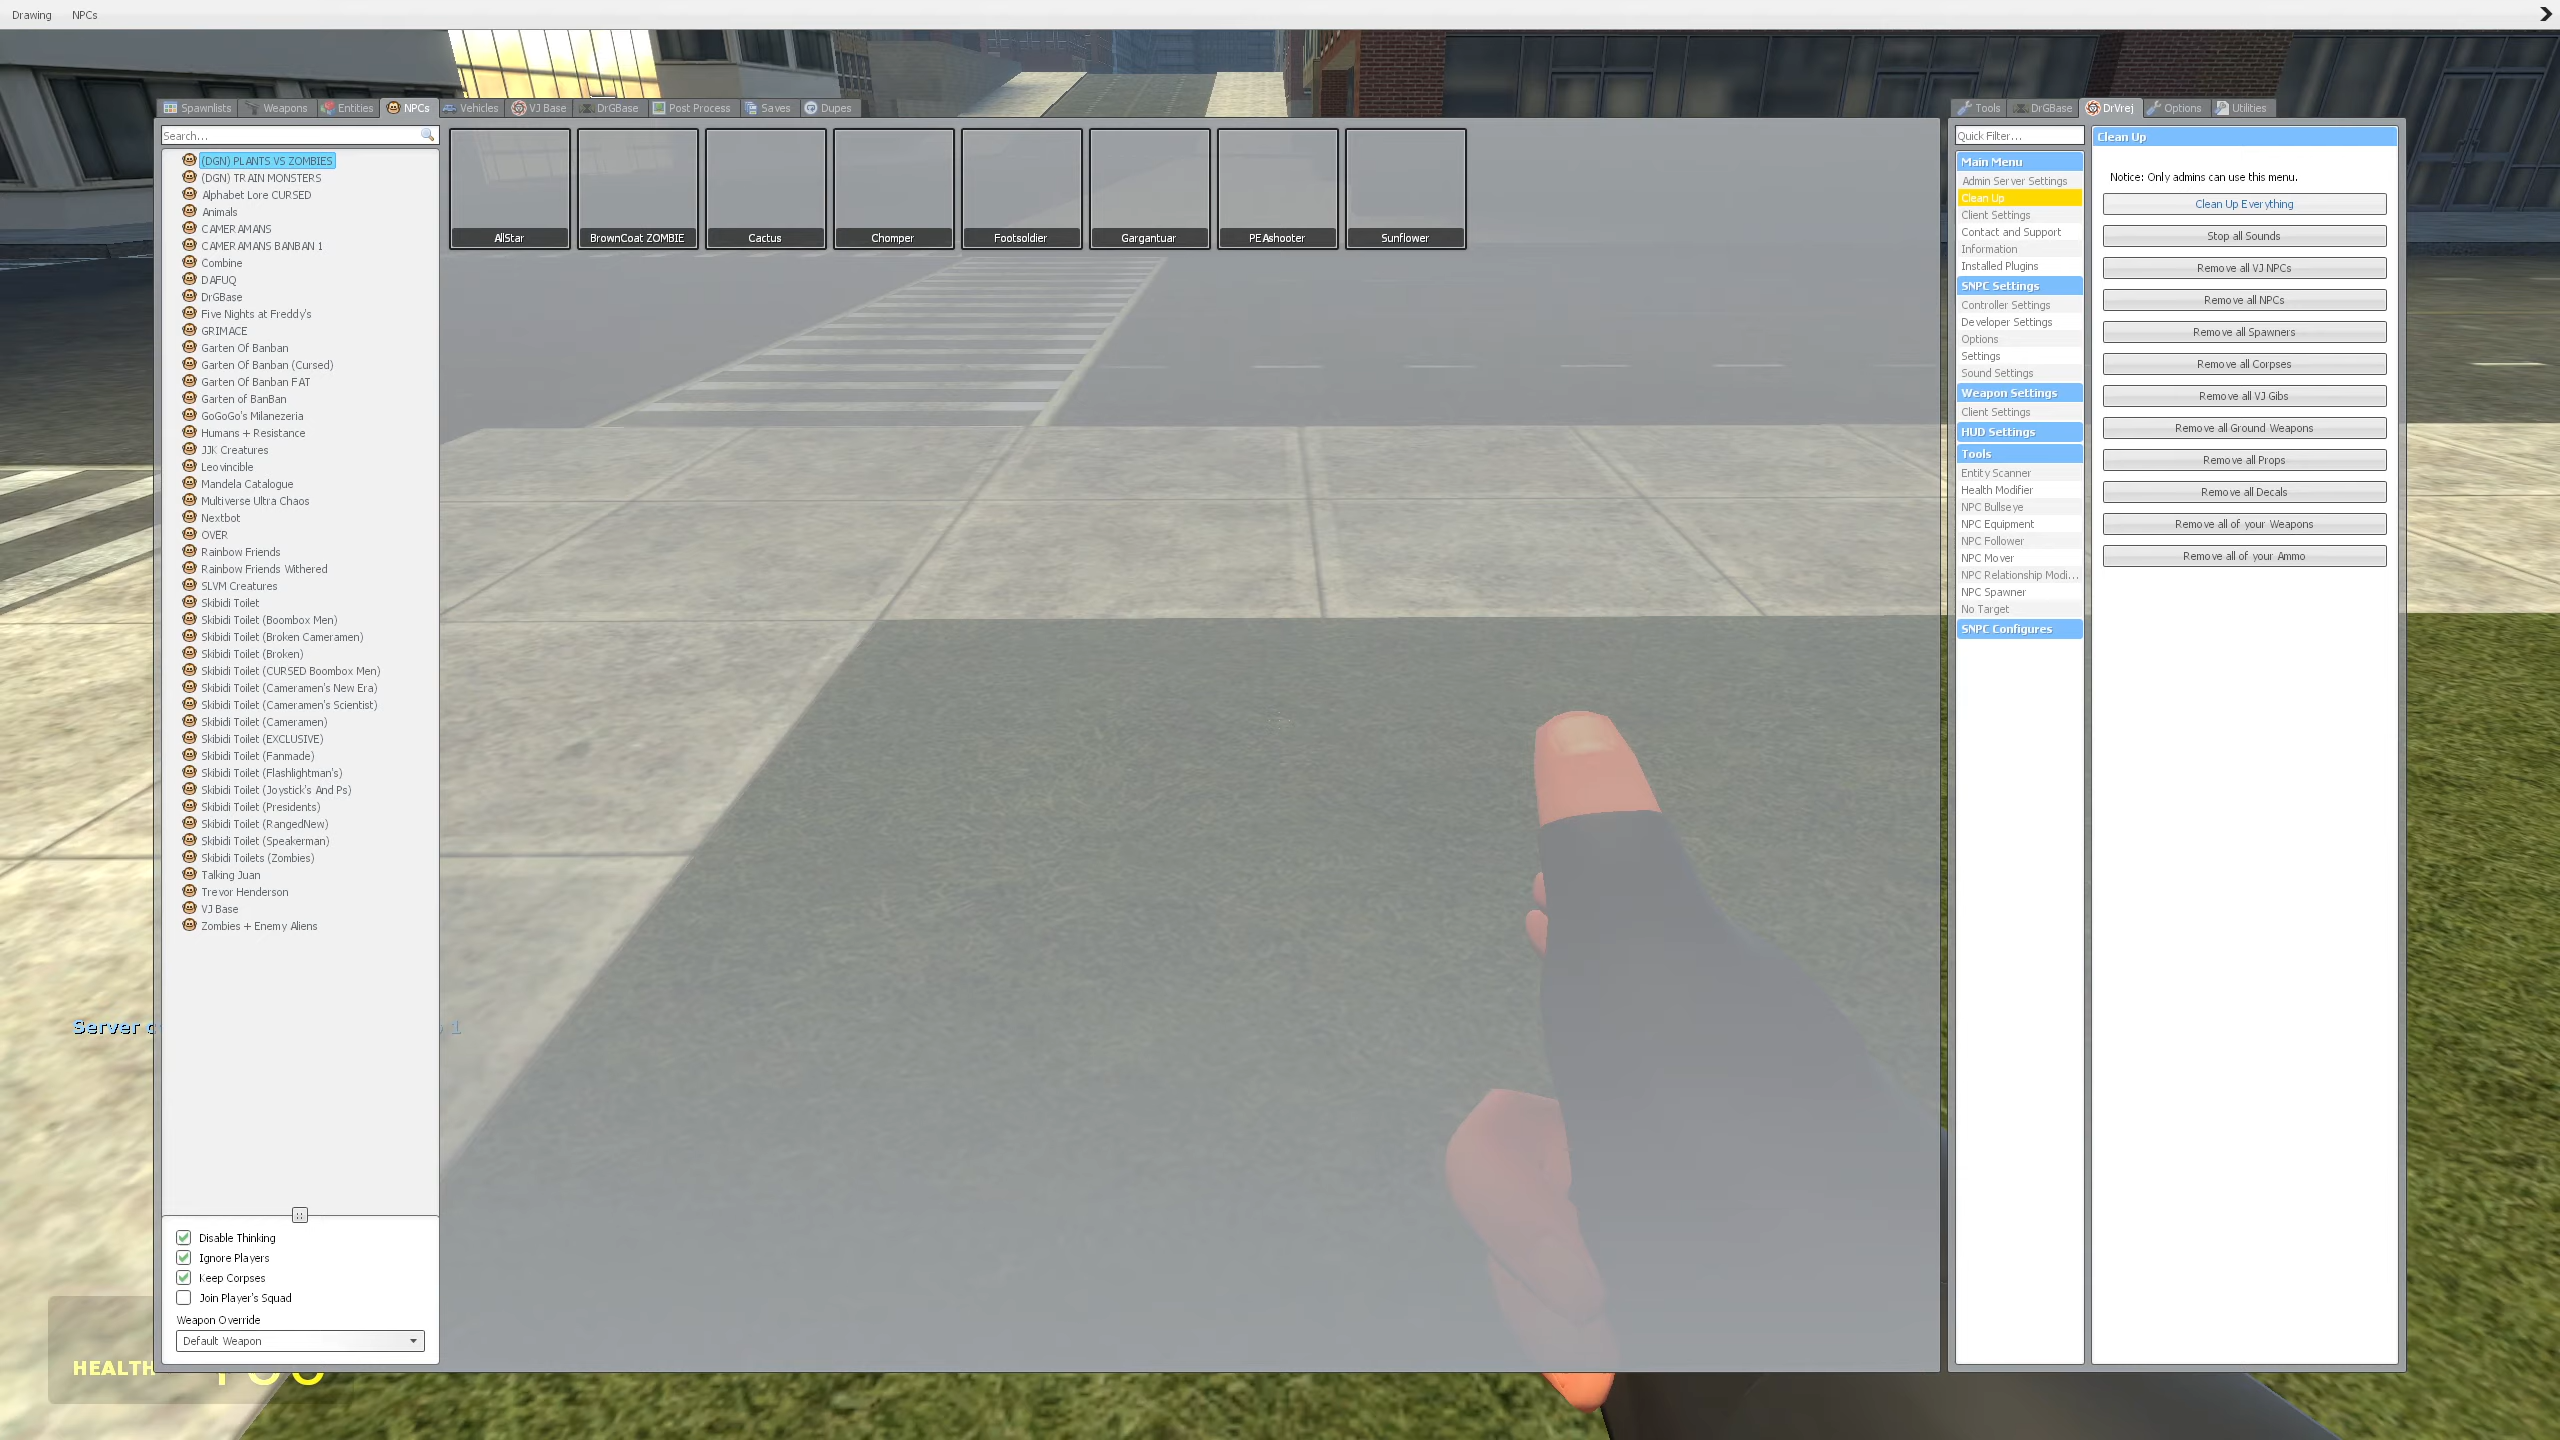 Drawing NPCs
Spawnlists Weapons Entities NPCs Vehicles VJ Base DrGBase Post Process Saves Dupes
Search...
(DGN) PLANTS VS ZOMBIES
(DGN) TRAIN MONSTERS
Alphabet Lore CURSED
Animals
CAMERAMANS
CAMERAMANS BANBAN 1
Combine
DAFUQ
DrGBase
Five Nights at Freddy's
GRIMACE
Garten Of Banban
Garten Of Banban (Cursed)
Garten Of Banban FAT
Garten of BanBan
GoGoGo's Milanezeria
Humans + Resistance
JJK Creatures
Leovincible
Mandela Catalogue
Multiverse Ultra Chaos
Nextbot
OVER
Rainbow Friends
Rainbow Friends Withered
SLVM Creatures
Skibidi Toilet
Skibidi Toilet (Boombox Men)
Skibidi Toilet (Broken Cameramen)
Skibidi Toilet (Broken)
Skibidi Toilet (CURSED Boombox Men)
Skibidi Toilet (Cameramen's New Era)
Skibidi Toilet (Cameramen's Scientist)
Skibidi Toilet (Cameramen)
Skibidi Toilet (EXCLUSIVE)
Skibidi Toilet (Fanmade)
Skibidi Toilet (Flashlightman's)
Skibidi Toilet (Joystick's And Ps)
Skibidi Toilet (Presidents)
Skibidi Toilet (RangedNew)
Skibidi Toilet (Speakerman)
Skibidi Toilets (Zombies)
Talking Juan
Trevor Henderson
VJ Base
Zombies + Enemy Aliens
Disable Thinking
Ignore Players
Keep Corpses
Join Player's Squad
Weapon Override
Default Weapon
AllStar BrownCoat ZOMBIE Cactus Chomper Footsoldier Gargantuar PEAshooter Sunflower
Server 1
HEALTH 100
Tools DrGBase DrVrej Options Utilities
Quick Filter...
Main Menu
Admin Server Settings
Clean Up
Client Settings
Contact and Support
Information
Installed Plugins
SNPC Settings
Controller Settings
Developer Settings
Options
Settings
Sound Settings
Weapon Settings
Client Settings
HUD Settings
Tools
Entity Scanner
Health Modifier
NPC Bullseye
NPC Equipment
NPC Follower
NPC Mover
NPC Relationship Modi...
NPC Spawner
No Target
SNPC Configures
Clean Up
Notice: Only admins can use this menu.
Clean Up Everything
Stop all Sounds
Remove all VJ NPCs
Remove all NPCs
Remove all Spawners
Remove all Corpses
Remove all VJ Gibs
Remove all Ground Weapons
Remove all Props
Remove all Decals
Remove all of your Weapons
Remove all of your Ammo